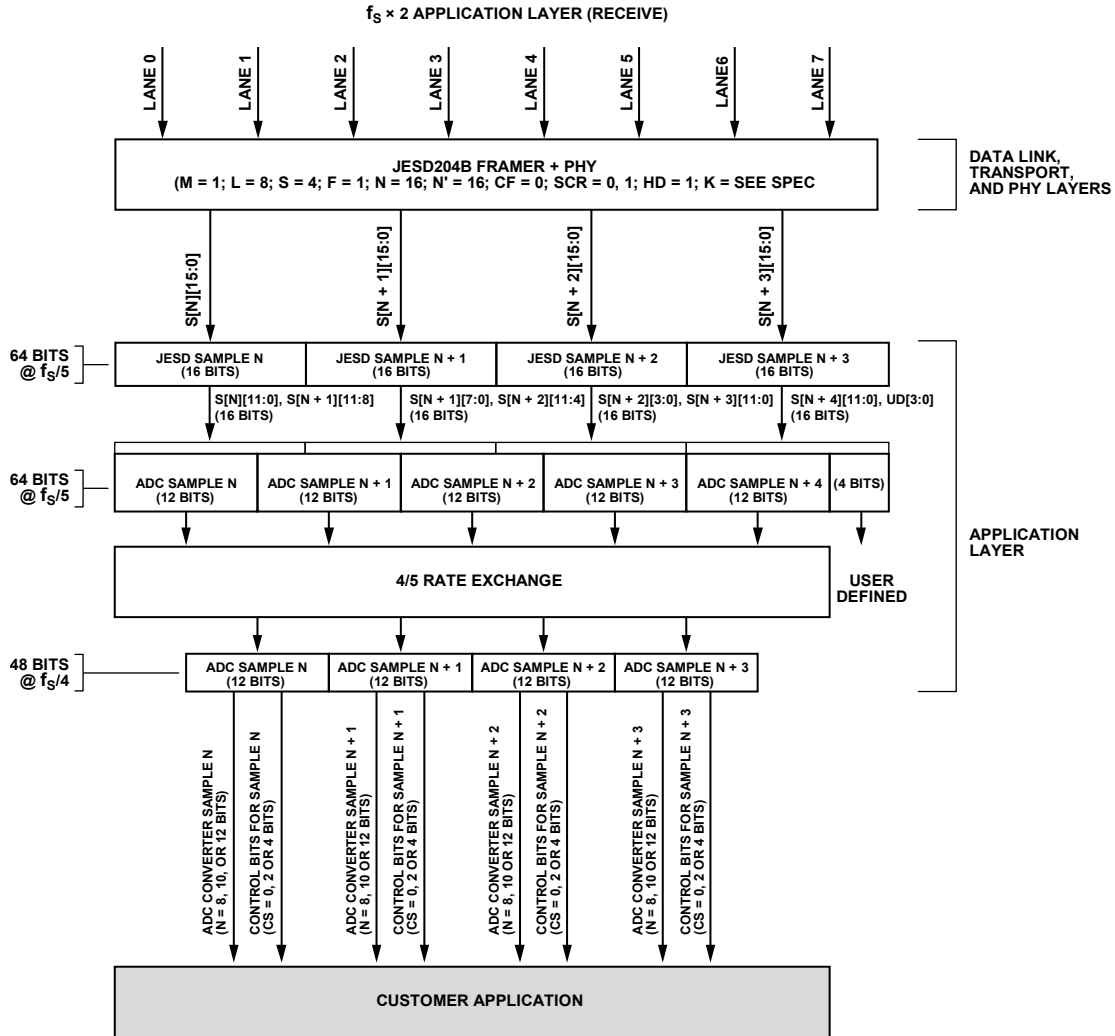 fS × 2 APPLICATION LAYER (RECEIVE)
LANE 0
LANE 1
LANE 2
LANE 3
LANE 4
LANE 5
LANE6
LANE 7
JESD204B FRAMER + PHY
(M = 1; L = 8; S = 4; F = 1; N = 16; N' = 16; CF = 0; SCR = 0, 1; HD = 1; K = SEE SPEC
DATA LINK,
TRANSPORT,
AND PHY LAYERS
S[N][15:0]
S[N + 1][15:0]
S[N + 2][15:0]
S[N + 3][15:0]
64 BITS
@ fS/5
JESD SAMPLE N
(16 BITS)
JESD SAMPLE N + 1
(16 BITS)
JESD SAMPLE N + 2
(16 BITS)
JESD SAMPLE N + 3
(16 BITS)
S[N][11:0], S[N + 1][11:8]
(16 BITS)
S[N + 1][7:0], S[N + 2][11:4]
(16 BITS)
S[N + 2][3:0], S[N + 3][11:0]
(16 BITS)
S[N + 4][11:0], UD[3:0]
(16 BITS)
64 BITS
@ fS/5
ADC SAMPLE N
(12 BITS)
ADC SAMPLE N + 1
(12 BITS)
ADC SAMPLE N + 2
(12 BITS)
ADC SAMPLE N + 3
(12 BITS)
ADC SAMPLE N + 4
(12 BITS)
(4 BITS)
APPLICATION
LAYER
4/5 RATE EXCHANGE
USER
DEFINED
48 BITS
@ fS/4
ADC SAMPLE N
(12 BITS)
ADC SAMPLE N + 1
(12 BITS)
ADC SAMPLE N + 2
(12 BITS)
ADC SAMPLE N + 3
(12 BITS)
ADC CONVERTER SAMPLE N
(N = 8, 10, OR 12 BITS)
CONTROL BITS FOR SAMPLE N
(CS = 0, 2 OR 4 BITS)
ADC CONVERTER SAMPLE N + 1
(N = 8, 10 OR 12 BITS)
CONTROL BITS FOR SAMPLE N + 1
(CS = 0, 2 OR 4 BITS)
ADC CONVERTER SAMPLE N + 2
(N = 8, 10 OR 12 BITS)
CONTROL BITS FOR SAMPLE N + 2
(CS = 0, 2 OR 4 BITS)
ADC CONVERTER SAMPLE N + 3
(N = 8, 10 OR 12 BITS)
CONTROL BITS FOR SAMPLE N + 3
(CS = 0, 2 OR 4 BITS)
CUSTOMER APPLICATION